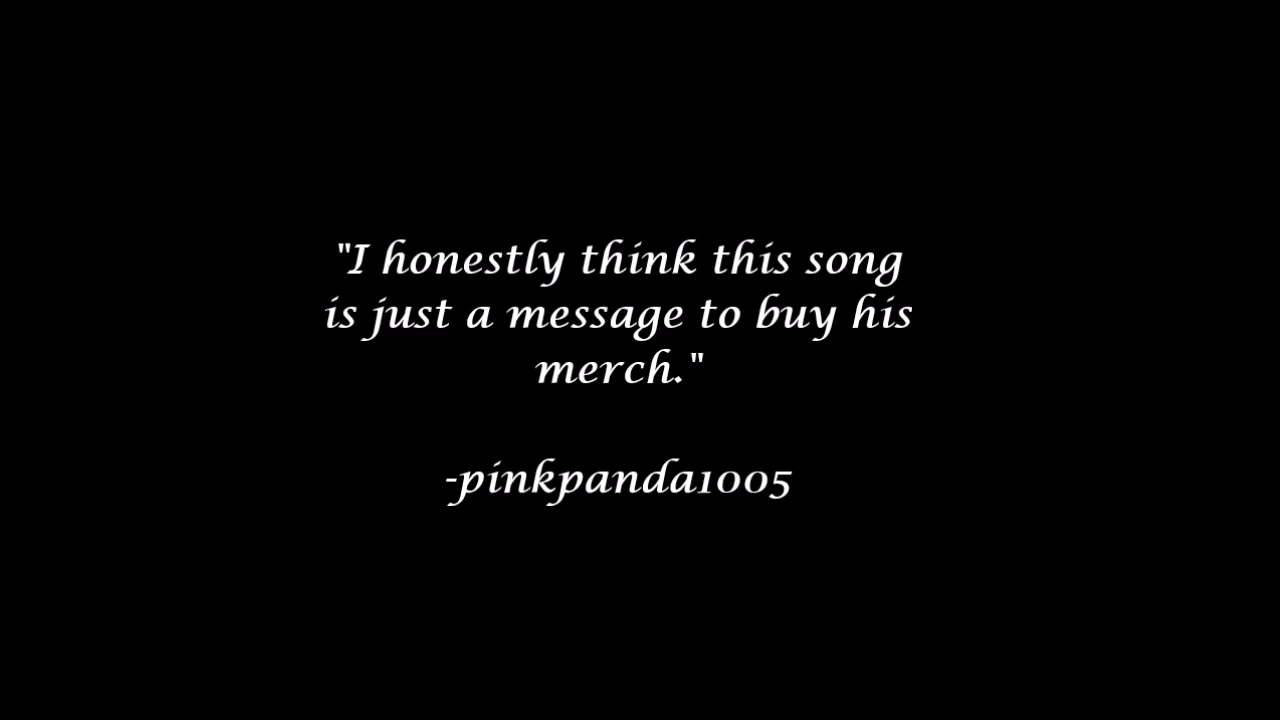 "I honestly think this song
is just a message to buy his
merch."
-pinkpanda1005